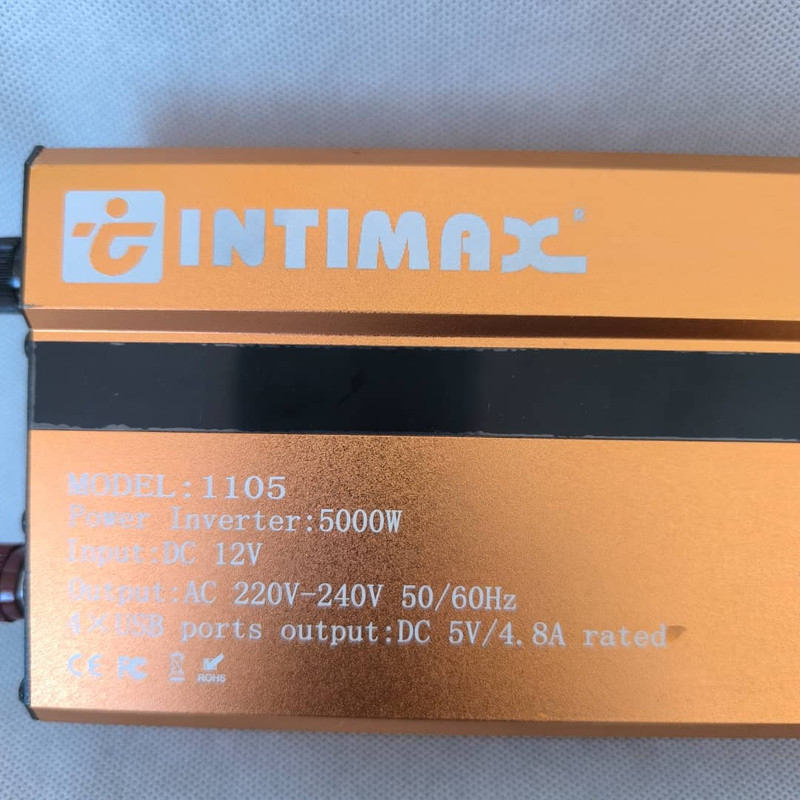 INTIMAX
MODEL:1105
Power Inverter:5000W
Input:DC 12V
Output:AC 220V-240V 50/60Hz
4×USB ports output:DC 5V/4.8A rated
CE FC ROHS